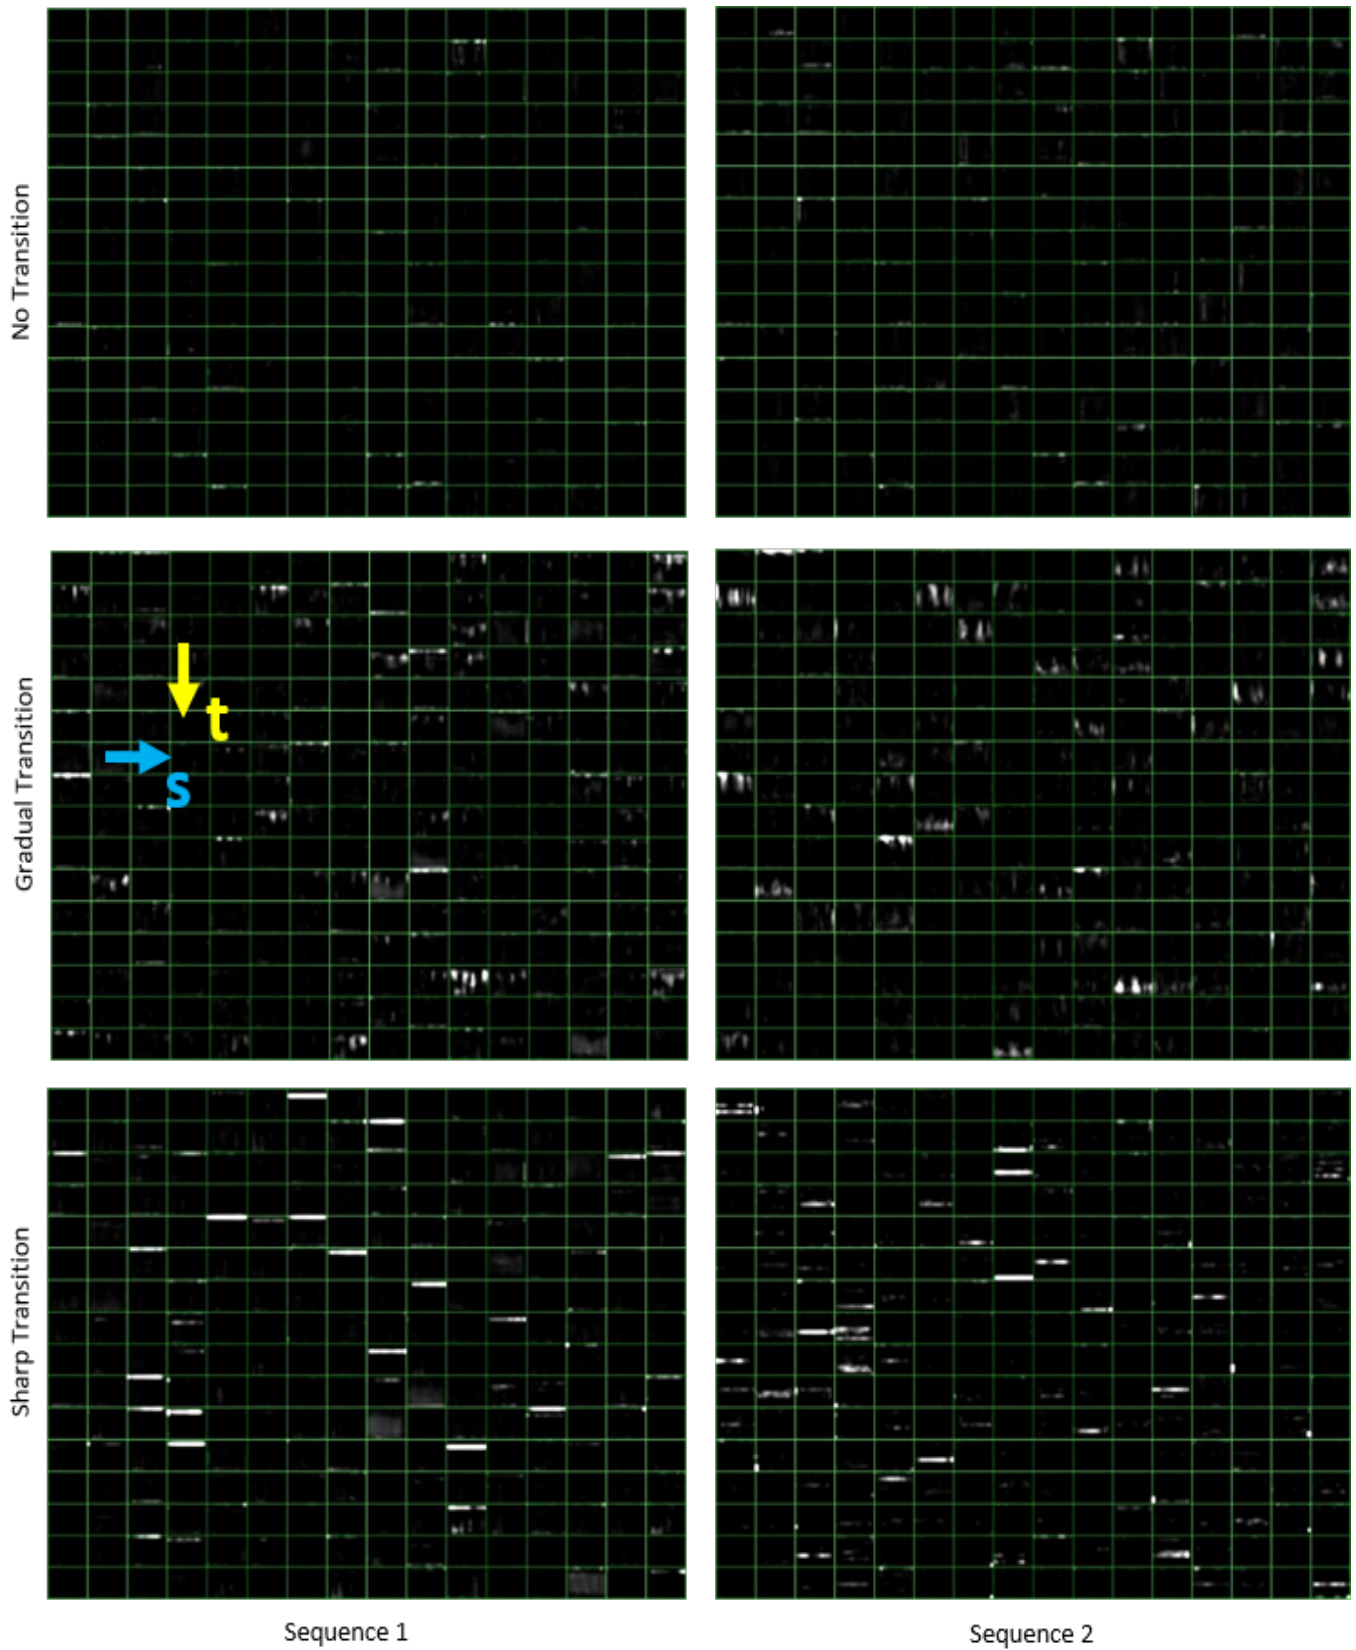 No Transition
Gradual Transition
t
s
Sharp Transition
Sequence 1
Sequence 2